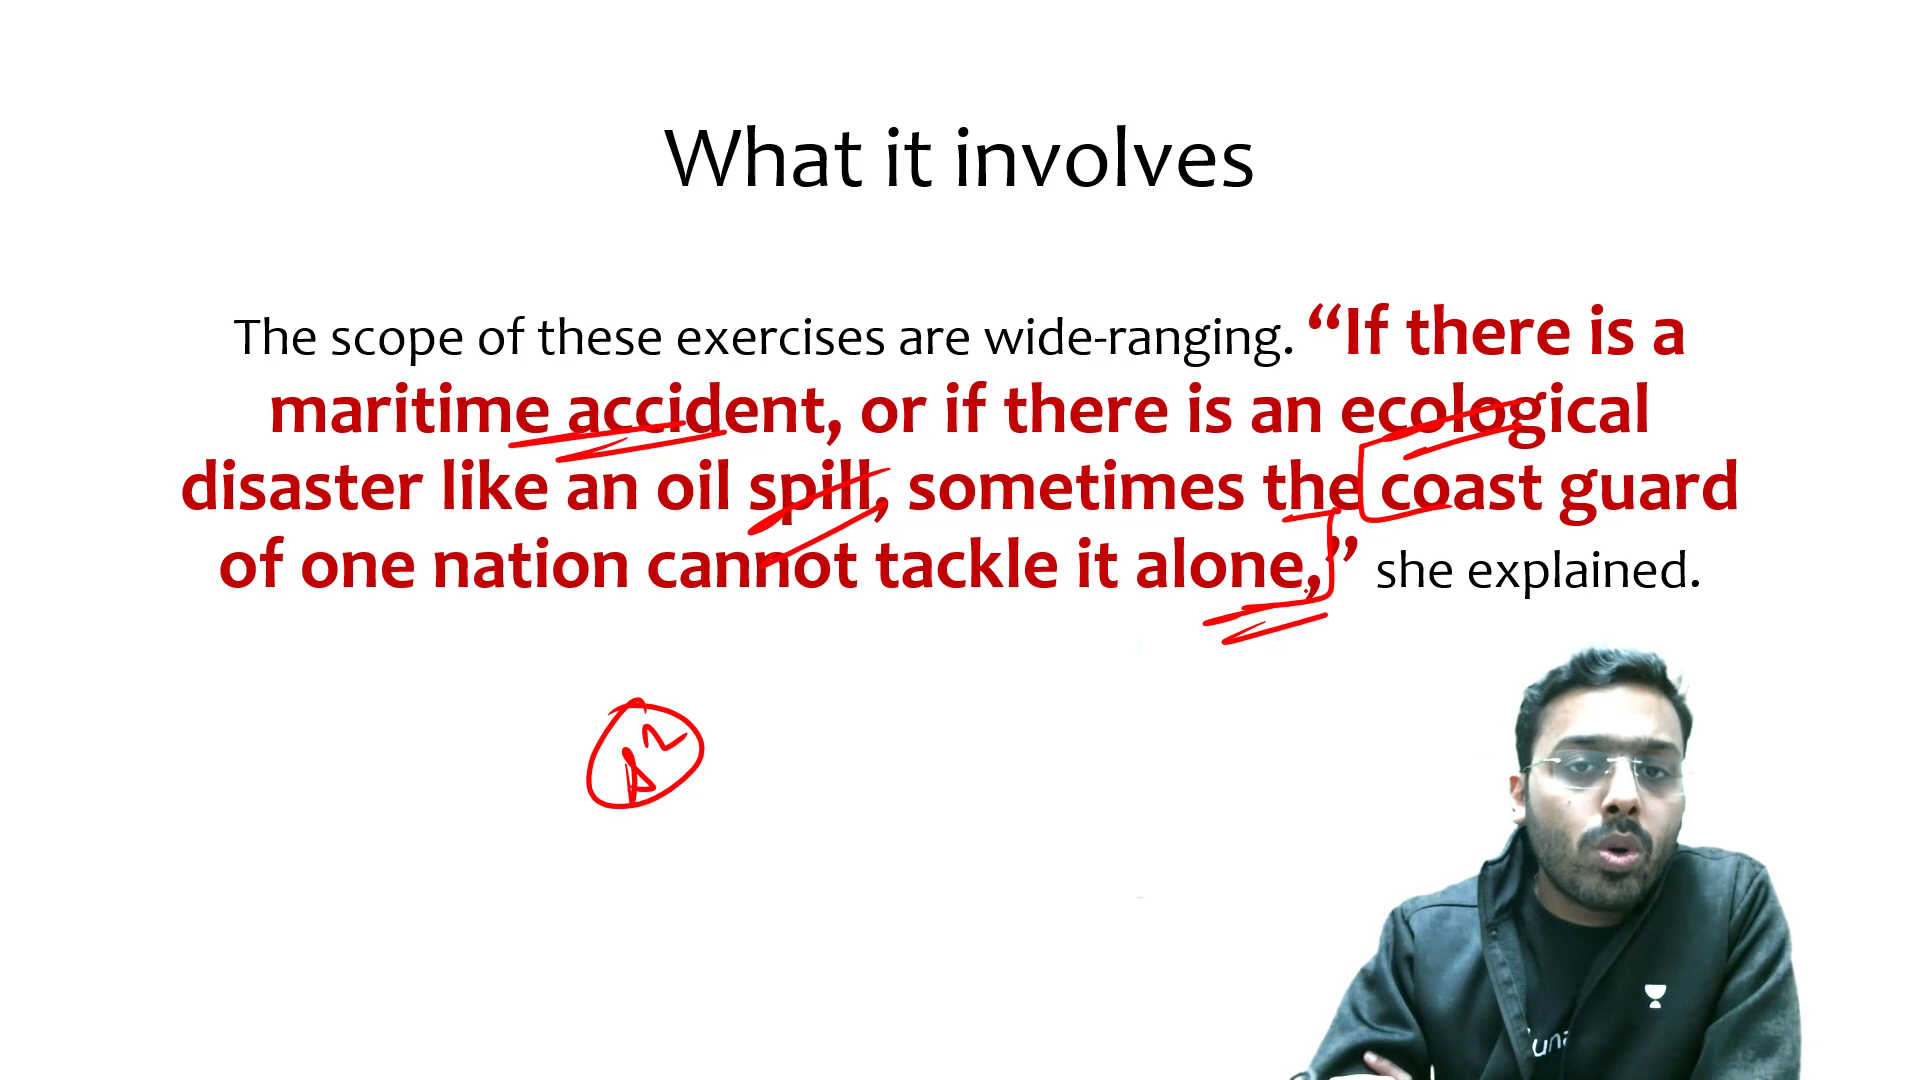 What it involves
The scope of these exercises are wide-ranging. “If there is a
maritime accident, or if there is an ecological
disaster like an oil spill, sometimes the coast guard
of one nation cannot tackle it alone,” she explained.